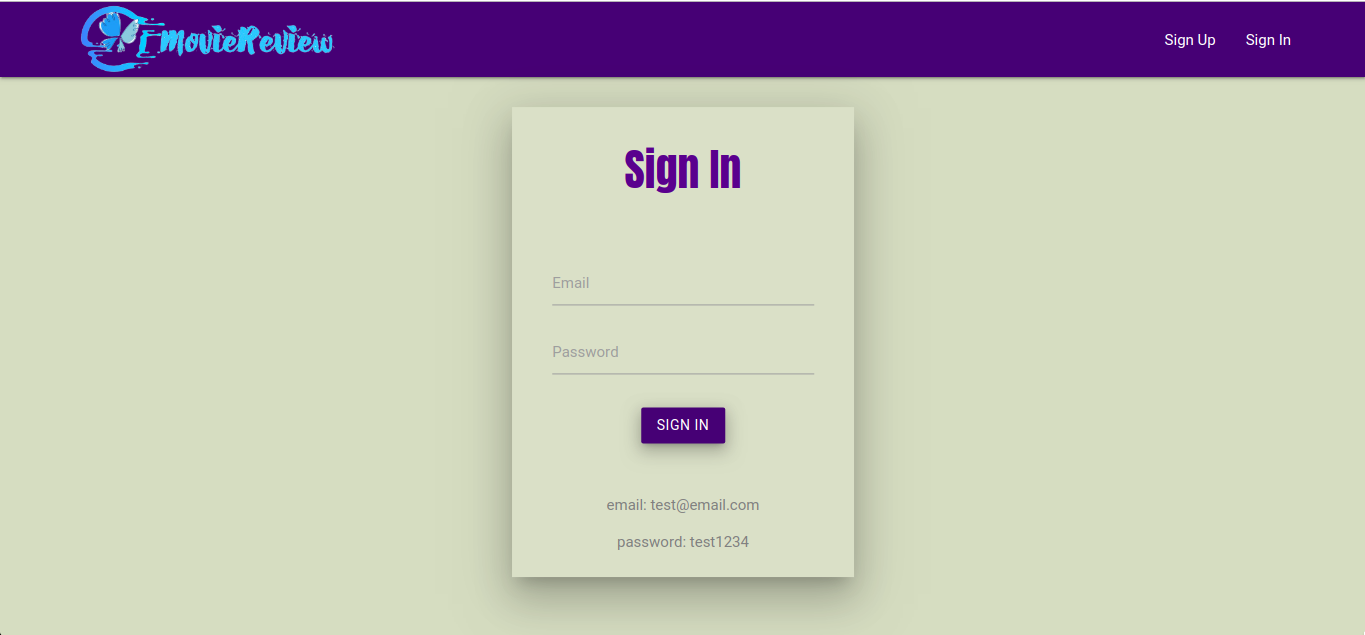 EMovieReview
Sign Up
Sign In
Sign In
Email
Password
SIGN IN
email: test@email.com
password: test1234